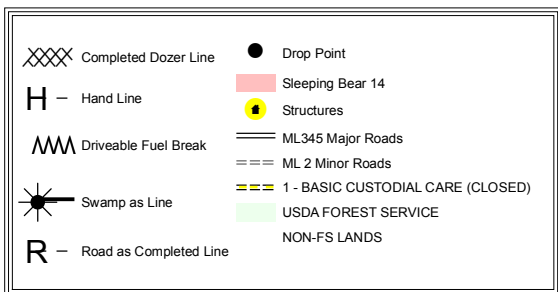 Completed Dozer Line
H – Hand Line
Driveable Fuel Break
Swamp as Line
R – Road as Completed Line
Drop Point
Sleeping Bear 14
Structures
ML345 Major Roads
ML 2 Minor Roads
1 - BASIC CUSTODIAL CARE (CLOSED)
USDA FOREST SERVICE
NON-FS LANDS